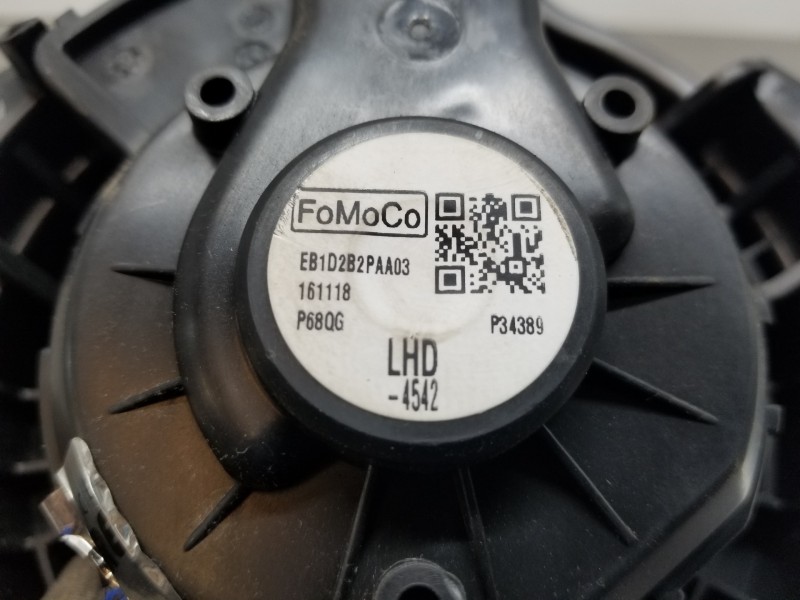 FoMoCo
EB1D2B2PAA03
161118
P68QG P34389
LHD
-4542